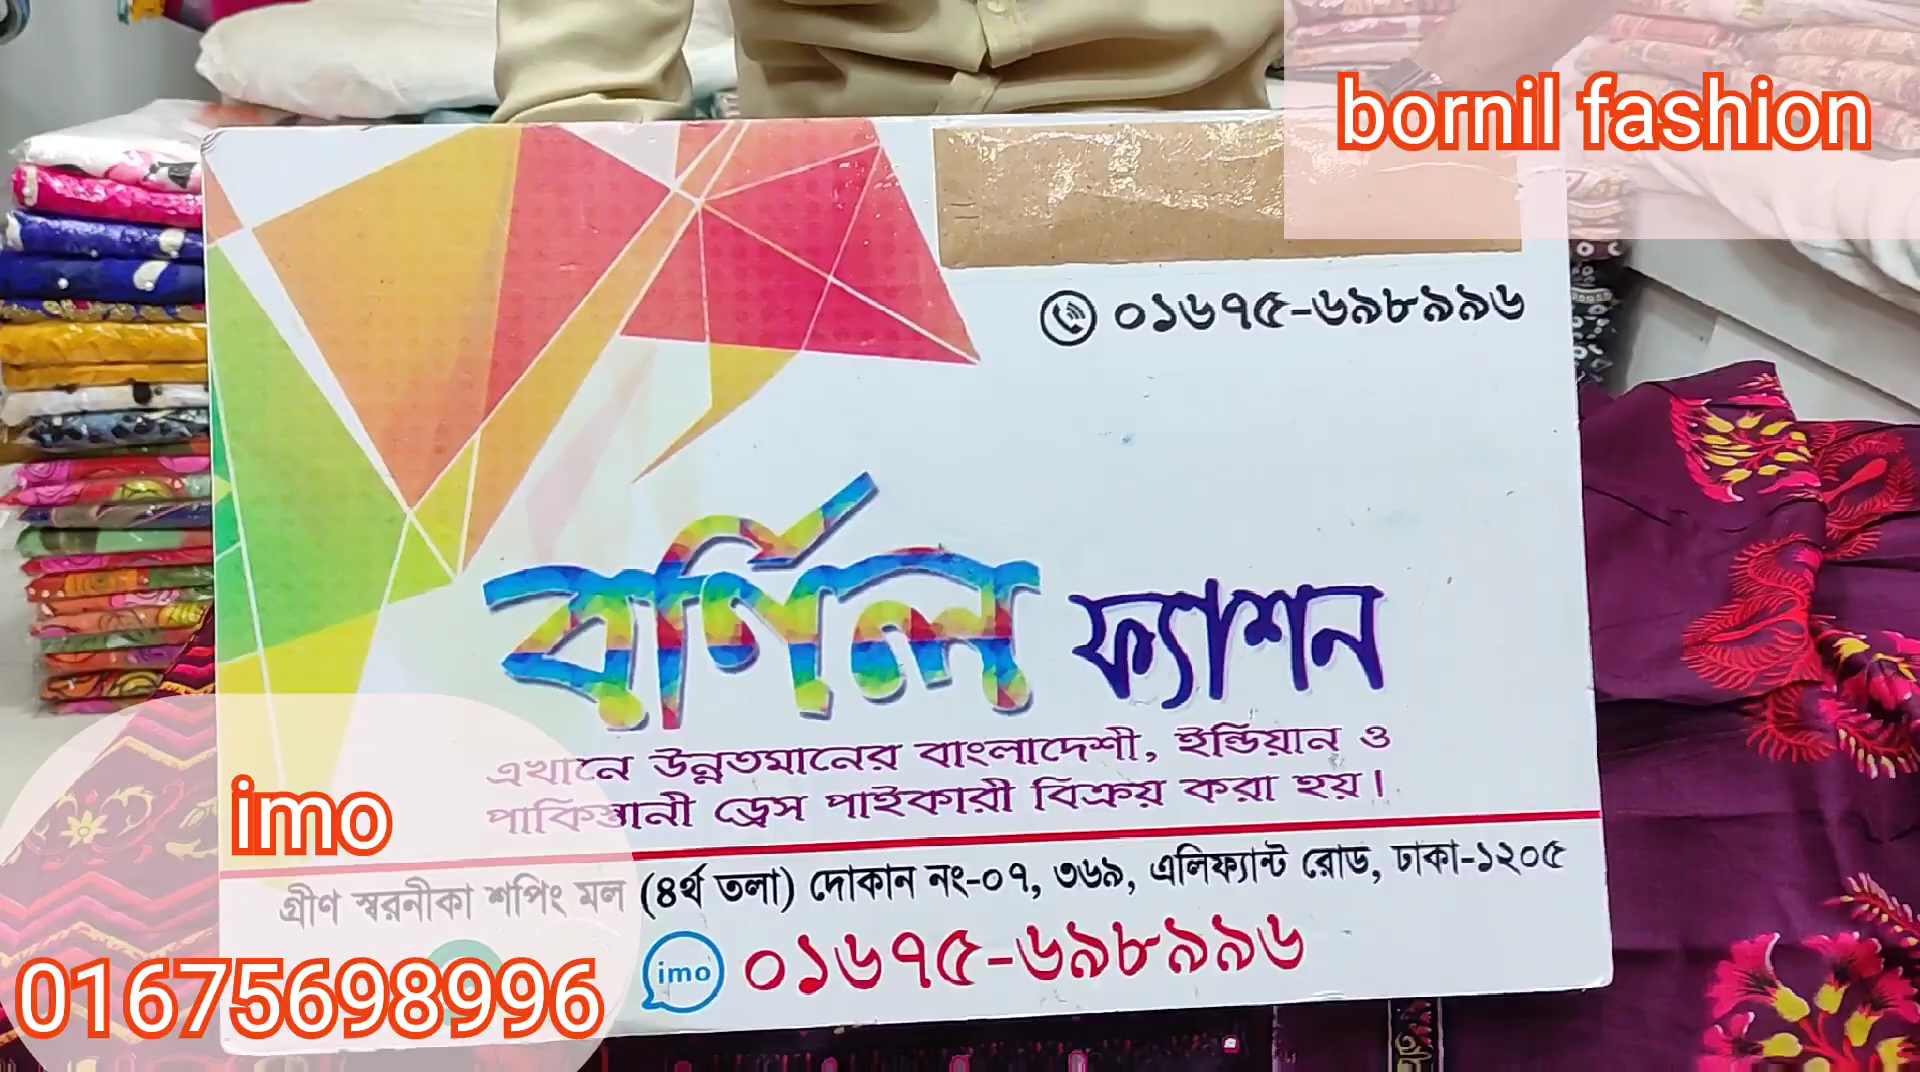 bornil fashion
০১৬৭৫-৬৯৮৯৯৬
বর্ণিল ফ্যাশন
এখানে উন্নতমানের বাংলাদেশী, ইন্ডিয়ান ও
পাকিস্তানী ড্রেস পাইকারী বিক্রয় করা হয়।
imo
গ্রীণ স্বরনীকা শপিং মল (৪র্থ তলা) দোকান নং-০৭, ৩৬৯, এলিফ্যান্ট রোড, ঢাকা-১২০৫
imo ০১৬৭৫-৬৯৮৯৯৬
01675698996